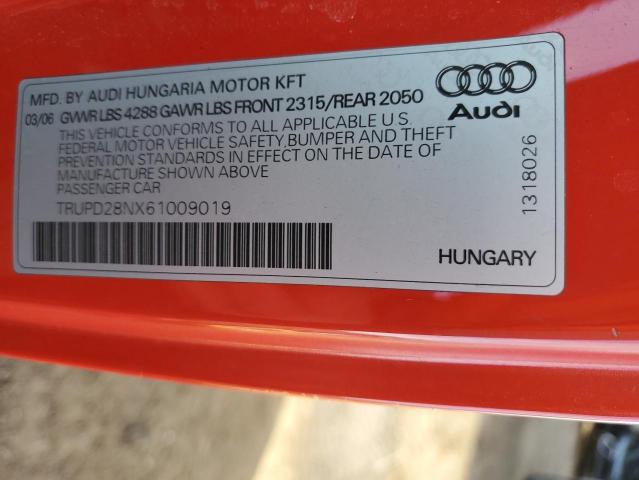 MFD. BY AUDI HUNGARIA MOTOR KFT
03/06 GVWR LBS 4288 GAWR LBS FRONT 2315/REAR 2050
THIS VEHICLE CONFORMS TO ALL APPLICABLE U.S.
FEDERAL MOTOR VEHICLE SAFETY, BUMPER AND THEFT
PREVENTION STANDARDS IN EFFECT ON THE DATE OF
MANUFACTURE SHOWN ABOVE
PASSENGER CAR
TRUPD28NX61009019
Audi
1318026
HUNGARY